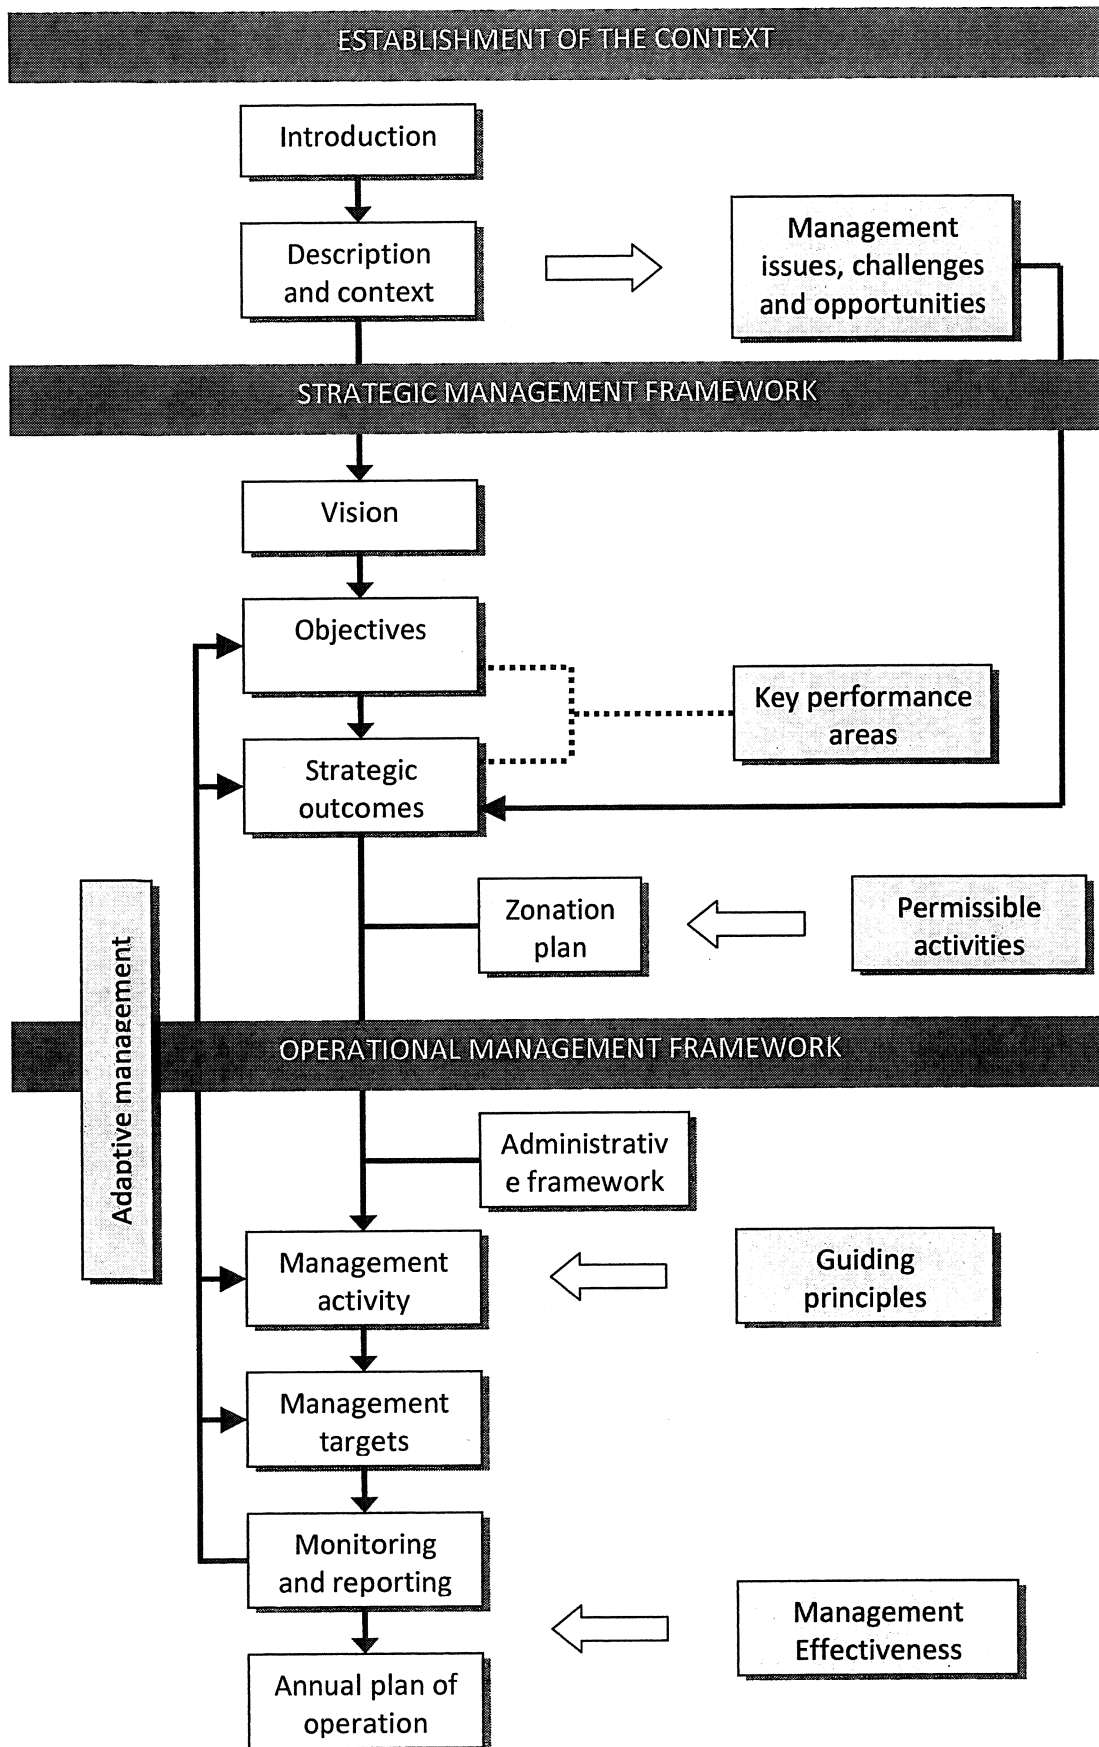 ESTABLISHMENT OF THE CONTEXT
Introduction
Description
and context
Management
issues, challenges
and opportunities
STRATEGIC MANAGEMENT FRAMEWORK
Vision
Objectives
Key performance
areas
Strategic
outcomes
Zonation
plan
Permissible
activities
Adaptive management
OPERATIONAL MANAGEMENT FRAMEWORK
Administrativ
e framework
Management
activity
Guiding
principles
Management
targets
Monitoring
and reporting
Management
Effectiveness
Annual plan of
operation